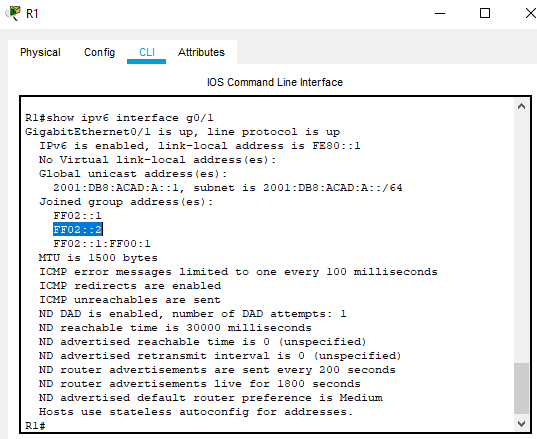 R1
Physical Config CLI Attributes
IOS Command Line Interface
R1#show ipv6 interface g0/1
GigabitEthernet0/1 is up, line protocol is up
IPv6 is enabled, link-local address is FE80::1
No Virtual link-local address(es):
Global unicast address(es):
2001:DB8:ACAD:A::1, subnet is 2001:DB8:ACAD:A::/64
Joined group address(es):
FF02::1
FF02::2
FF02::1:FF00:1
MTU is 1500 bytes
ICMP error messages limited to one every 100 milliseconds
ICMP redirects are enabled
ICMP unreachables are sent
ND DAD is enabled, number of DAD attempts: 1
ND reachable time is 30000 milliseconds
ND advertised reachable time is 0 (unspecified)
ND advertised retransmit interval is 0 (unspecified)
ND router advertisements are sent every 200 seconds
ND router advertisements live for 1800 seconds
ND advertised default router preference is Medium
Hosts use stateless autoconfig for addresses.
R1#